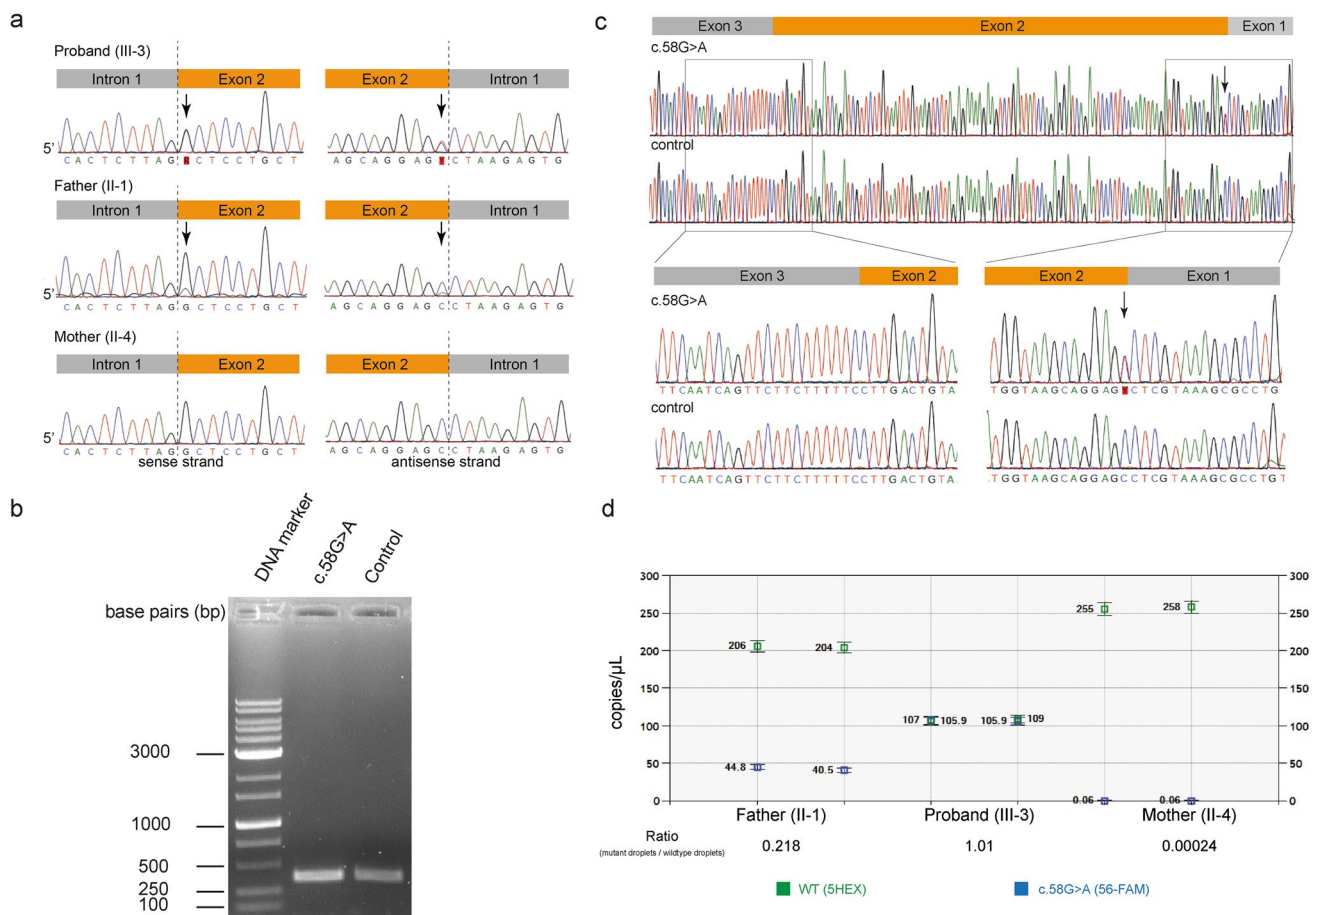 a
Proband (III-3)
Intron 1 Exon 2 Exon 2 Intron 1
5'
C A C T C T T A G C T C C T G C T A G C A G G A G Y C T A A G A G T G
Father (II-1)
Intron 1 Exon 2 Exon 2 Intron 1
5'
C A C T C T T A G G C T C C T G C T A G C A G G A G C C T A A G A G T G
Mother (II-4)
Intron 1 Exon 2 Exon 2 Intron 1
5'
C A C T C T T A G G C T C C T G C T A G C A G G A G C C T A A G A G T G
sense strand antisense strand
b
DNA marker
c.58G>A
Control
base pairs (bp)
3000
1000
500
250
100
c
Exon 3 Exon 2 Exon 1
c.58G>A
control
Exon 3 Exon 2 Exon 2 Exon 1
c.58G>A
TTCAATCAGTTCTTCTTTTTCCTTGACTGTA TGGTAAGCAGGAGYCTCGTAAAGCGCCTG
control
TTCAATCAGTTCTTCTTTTTCCTTGACTGTA. .TGGTAAGCAGGAGCCTCGTAAAGCGCCTGT
d
copies/μL
300 300
250 250
200 200
150 150
100 100
50 50
0 0
206 204 107 105.9 105.9 109 255 258
44.8 40.5 0.06 0.06
Father (II-1) Proband (III-3) Mother (II-4)
Ratio
(mutant droplets / wildtype droplets)
0.218 1.01 0.00024
WT (5HEX) c.58G>A (56-FAM)